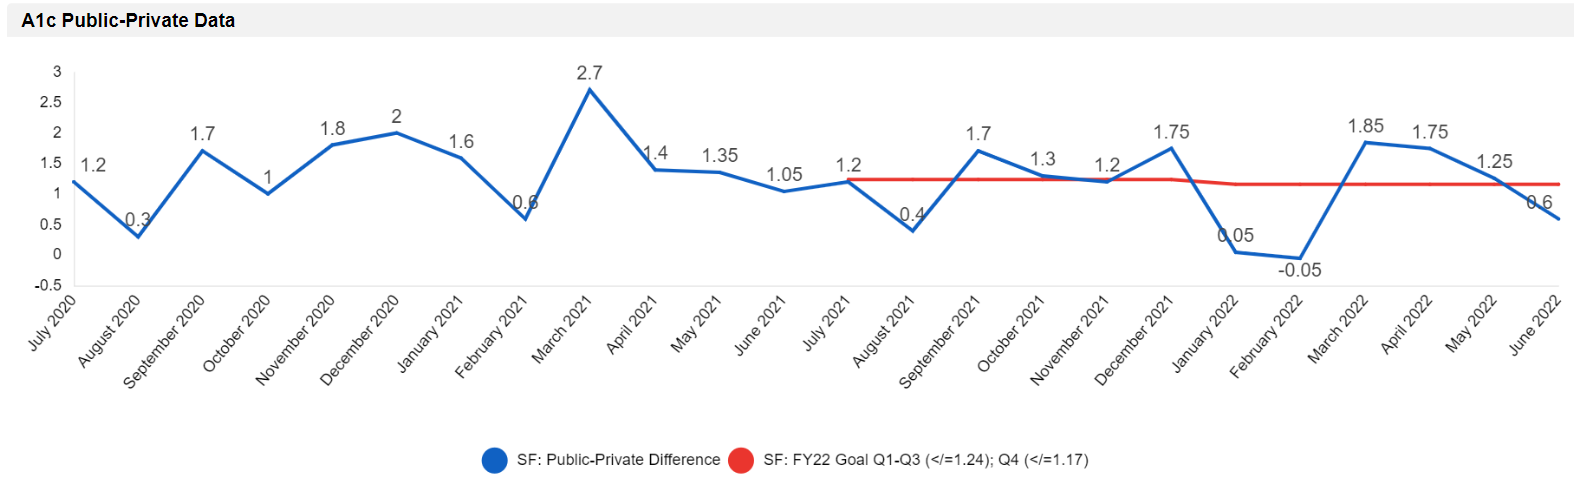 A1c Public-Private Data
3
2.5
2
1.5
1
0.5
0
-0.5
1.2
0.3
1.7
1
1.8
2
1.6
0.6
2.7
1.4
1.35
1.05
1.2
0.4
1.7
1.3
1.2
1.75
0.05
-0.05
1.85
1.75
1.25
0.6
July 2020
August 2020
September 2020
October 2020
November 2020
December 2020
January 2021
February 2021
March 2021
April 2021
May 2021
June 2021
July 2021
August 2021
September 2021
October 2021
November 2021
December 2021
January 2022
February 2022
March 2022
April 2022
May 2022
June 2022
SF: Public-Private Difference
SF: FY22 Goal Q1-Q3 (</=1.24); Q4 (</=1.17)